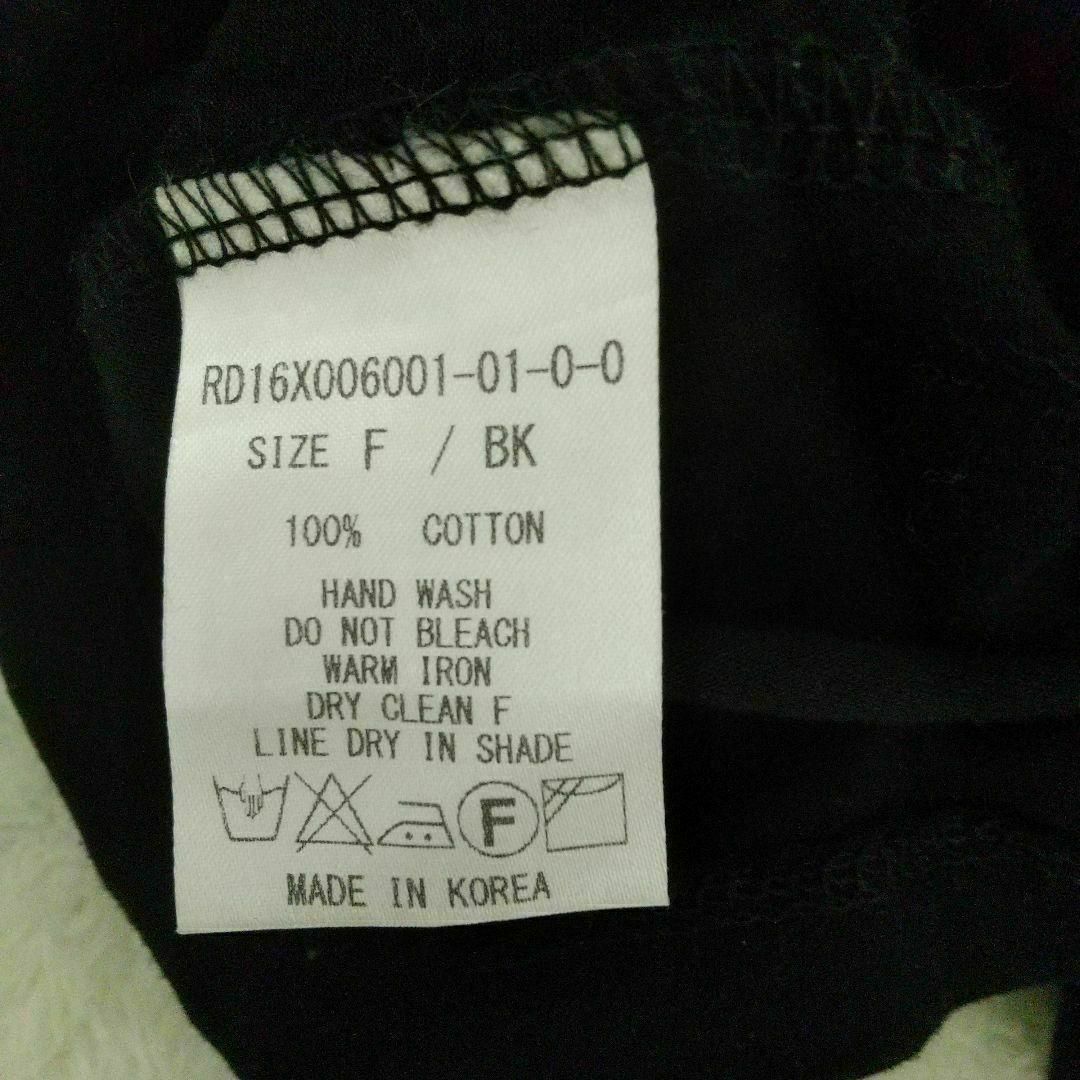 RD16X006001-01-0-0
SIZE F / BK
100% COTTON
HAND WASH
DO NOT BLEACH
WARM IRON
DRY CLEAN F
LINE DRY IN SHADE
F
MADE IN KOREA